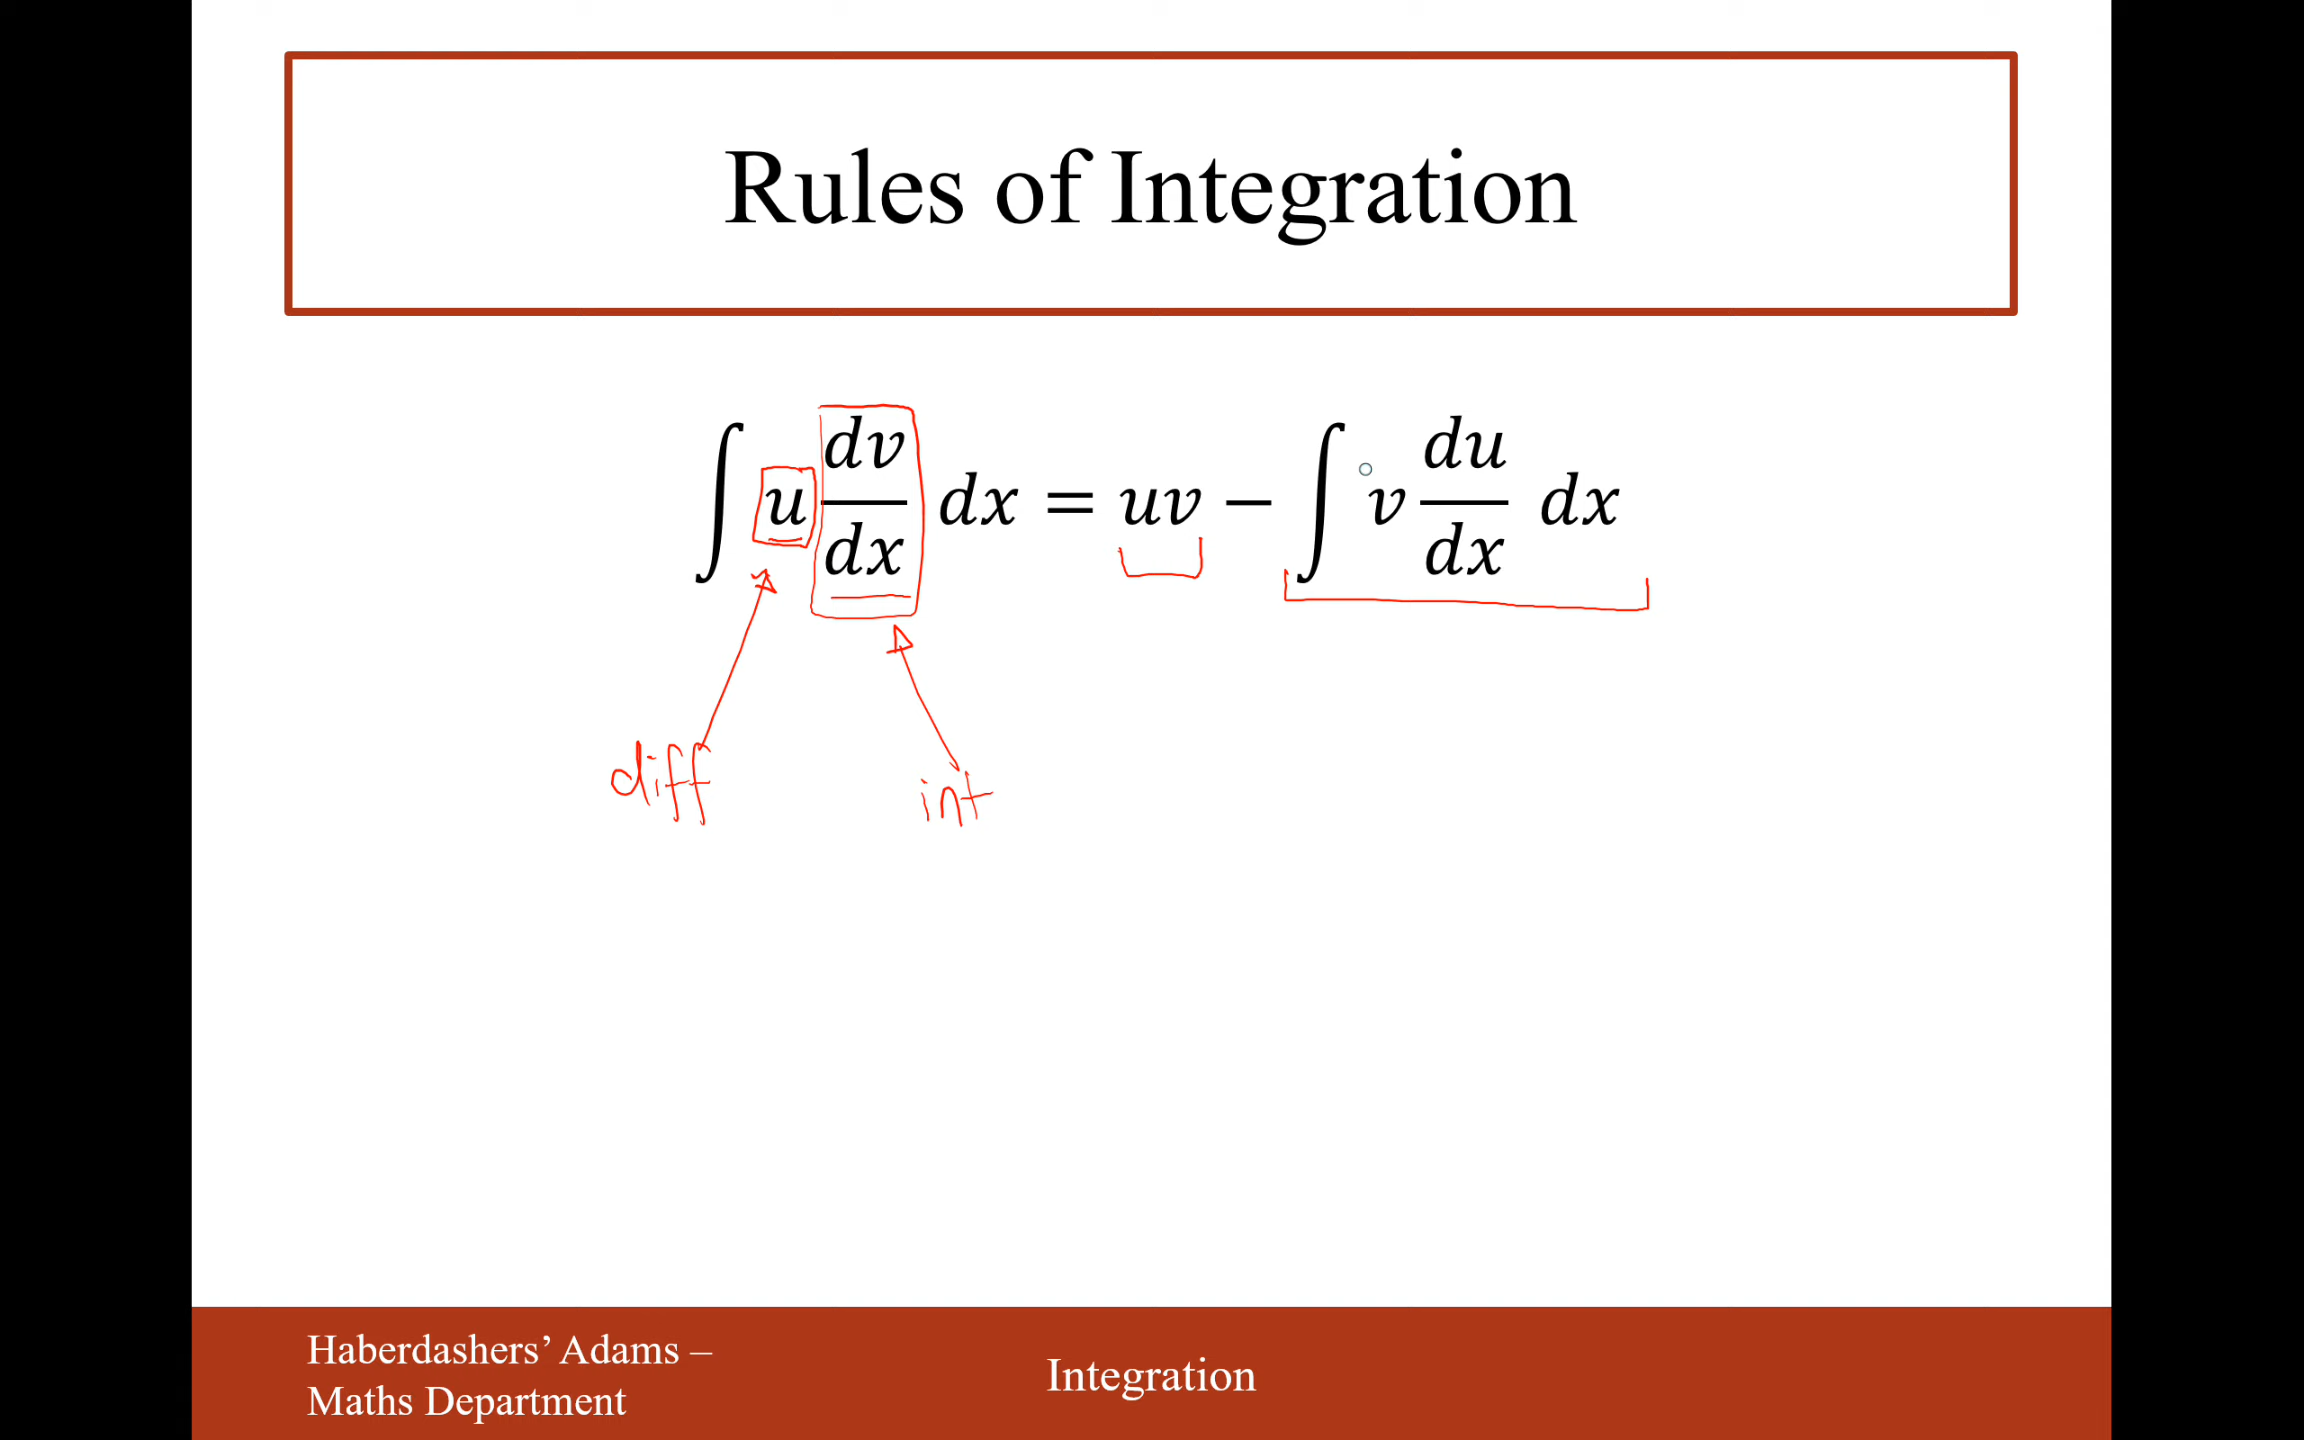 Rules of Integration
∫ u dv/dx dx = uv − ∫ v du/dx dx
diff
int
Haberdashers’ Adams –
Maths Department
Integration